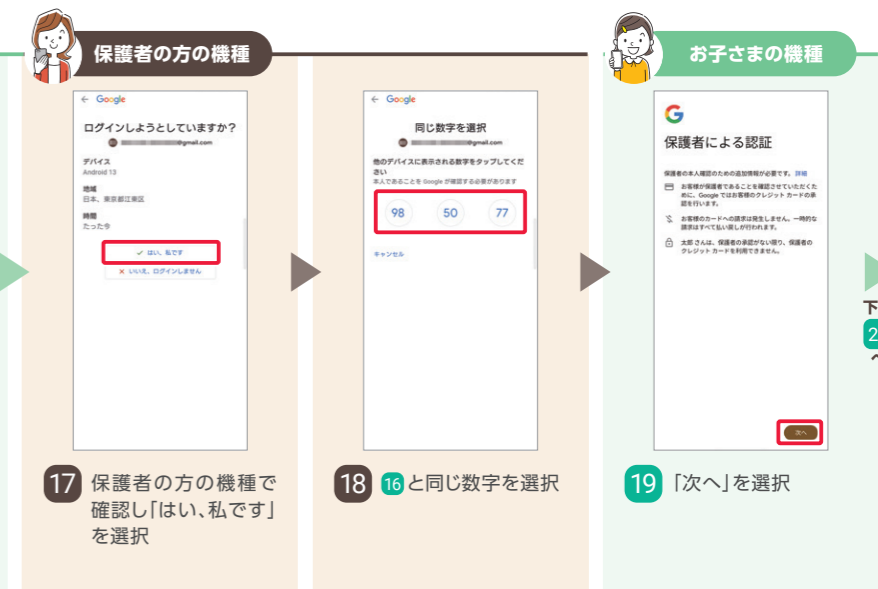 保護者の方の機種
お子さまの機種
← Google
ログインしようとしていますか?
@gmail.com
デバイス
Android 13
地域
日本、東京都江東区
時間
たった今
✓ はい、私です
× いいえ、ログインしません
17 保護者の方の機種で
確認し「はい、私です」
を選択
← Google
同じ数字を選択
@gmail.com
他のデバイスに表示される数字をタップしてくだ
さい
本人であることを Google が確認する必要があります
98 50 77
キャンセル
18 16と同じ数字を選択
G
保護者による認証
保護者の本人確認のための追加情報が必要です。 詳細
お客様が保護者であることを確認させていただくた
めに、Google ではお客様のクレジット カードの承
認を行います。
お客様のカードへの請求は発生しません。一時的な
請求はすべて払い戻しが行われます。
太郎 さんは、保護者の承認がない限り、保護者の
クレジット カードを利用できません。
次へ
19 「次へ」を選択
下
2